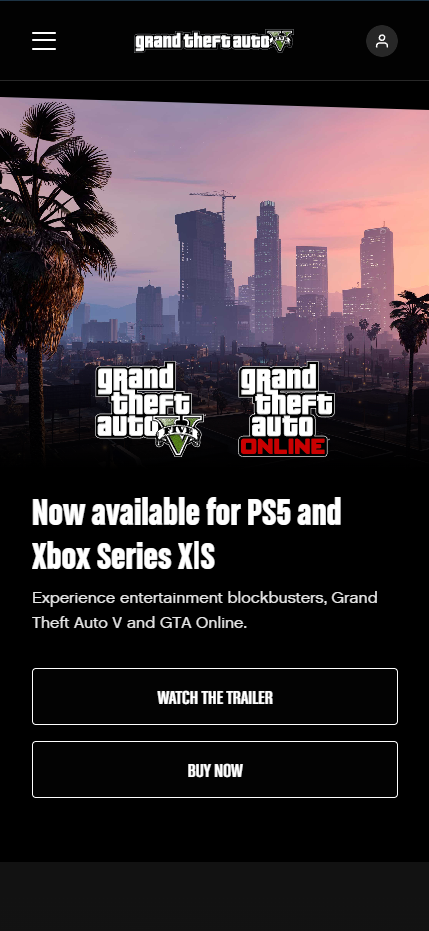 grand theft auto V
grand
theft
auto
FIVE
grand
theft
auto
ONLINE
Now available for PS5 and
Xbox Series X|S
Experience entertainment blockbusters, Grand
Theft Auto V and GTA Online.
WATCH THE TRAILER
BUY NOW